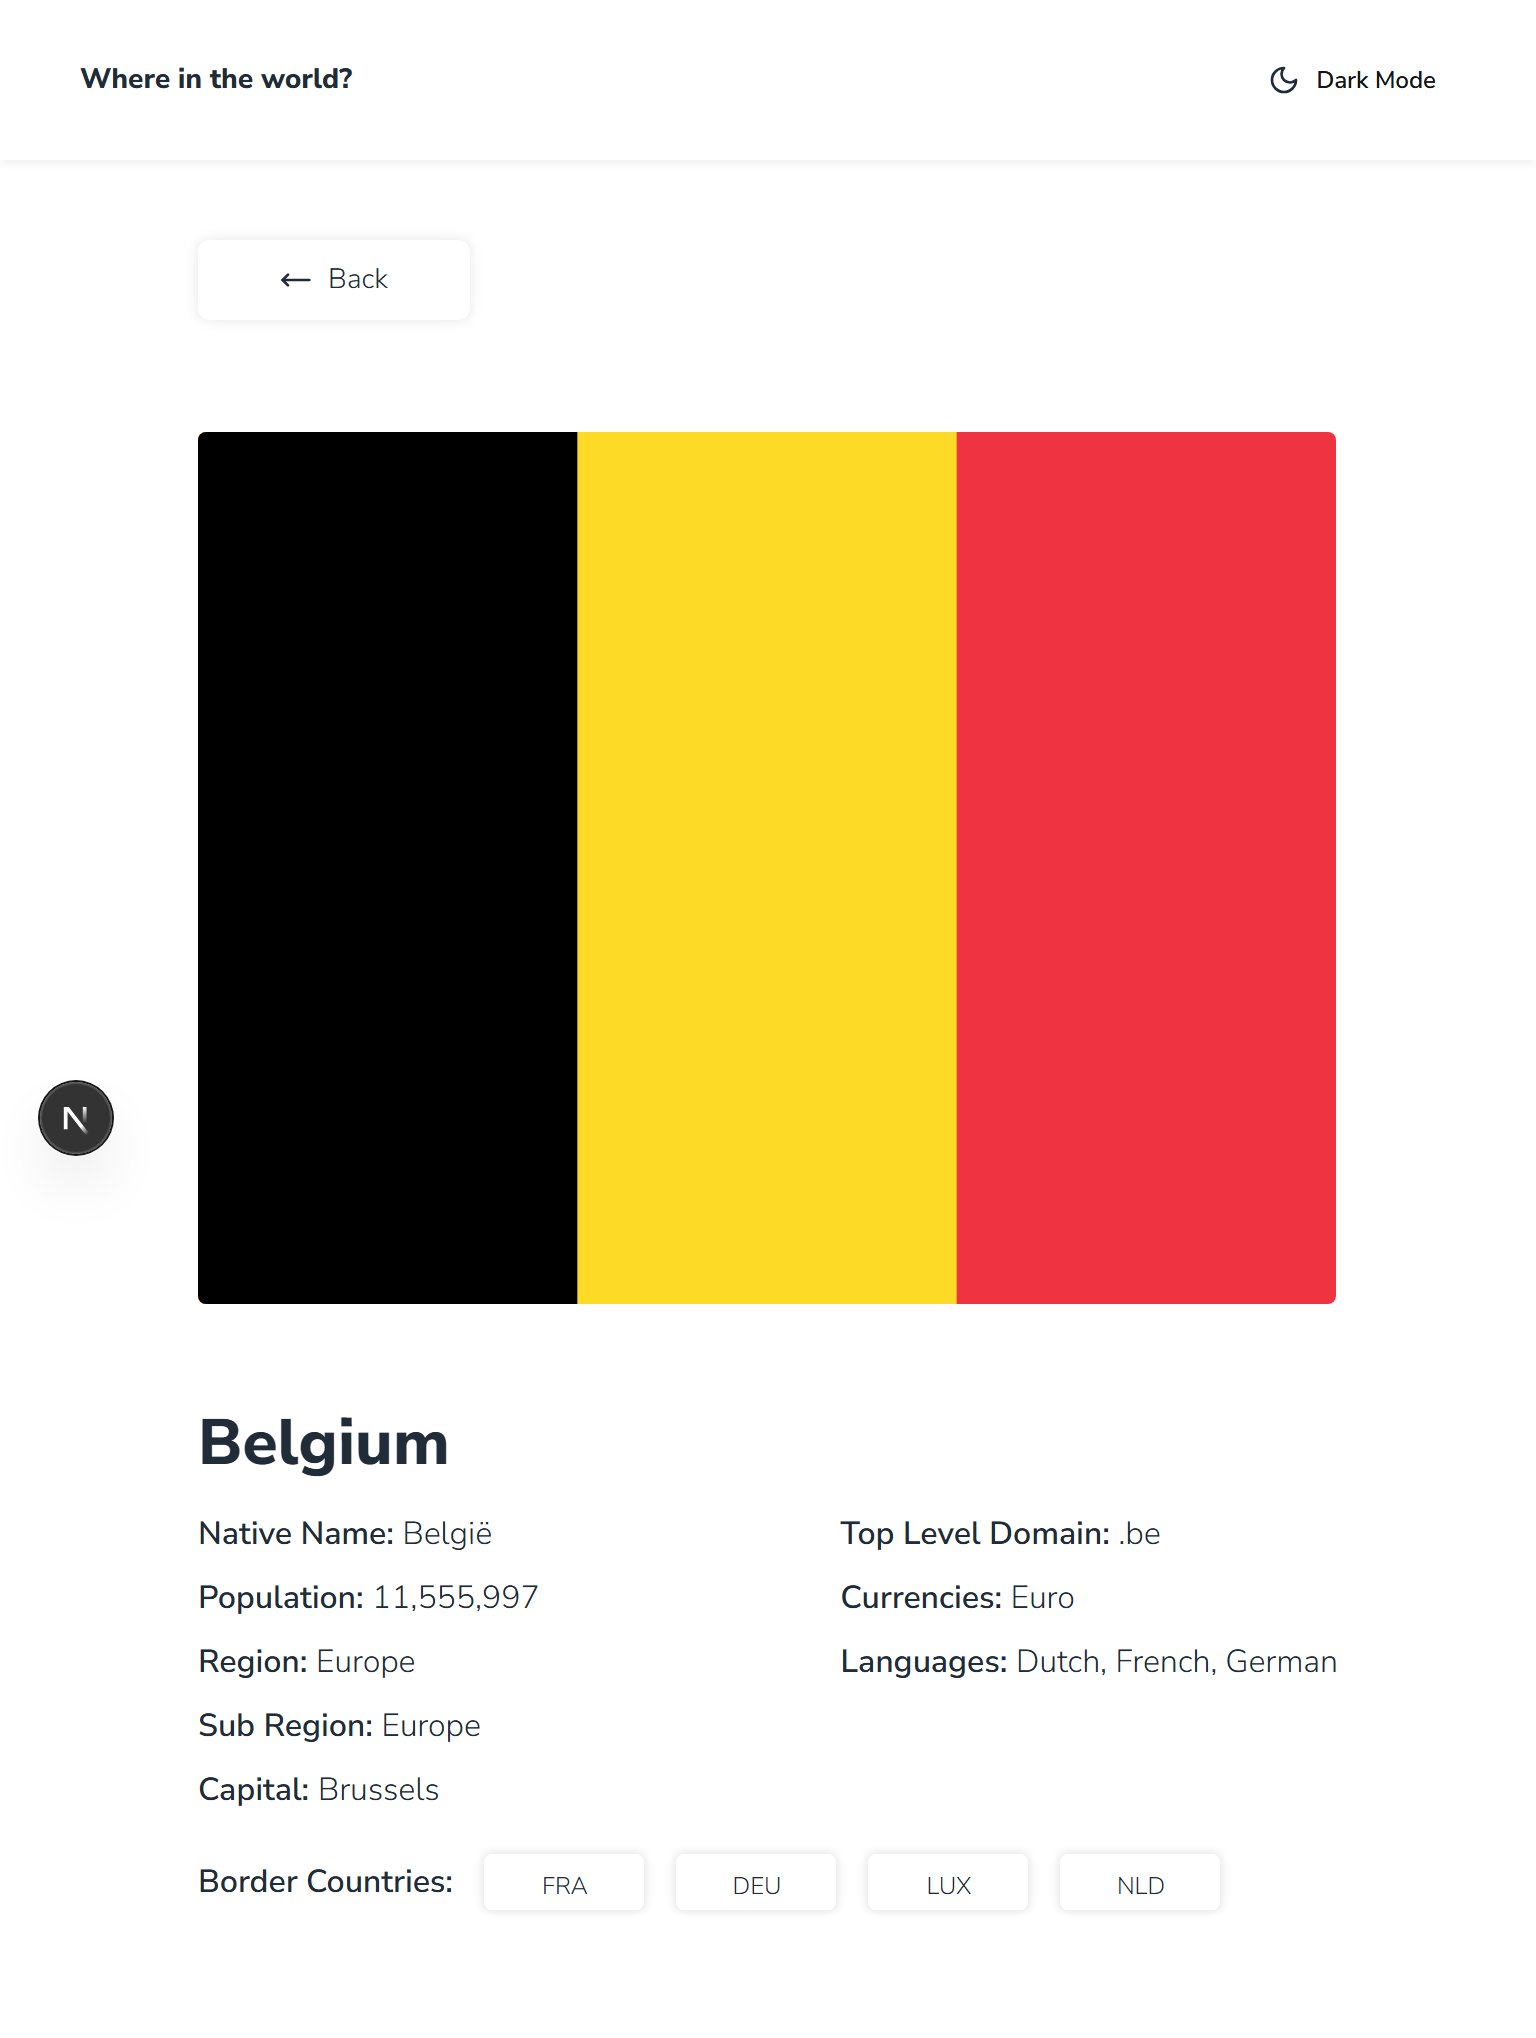 Where in the world?
Dark Mode
Back
N
Belgium
Native Name: België
Population: 11,555,997
Region: Europe
Sub Region: Europe
Capital: Brussels
Top Level Domain: .be
Currencies: Euro
Languages: Dutch, French, German
Border Countries: FRA DEU LUX NLD